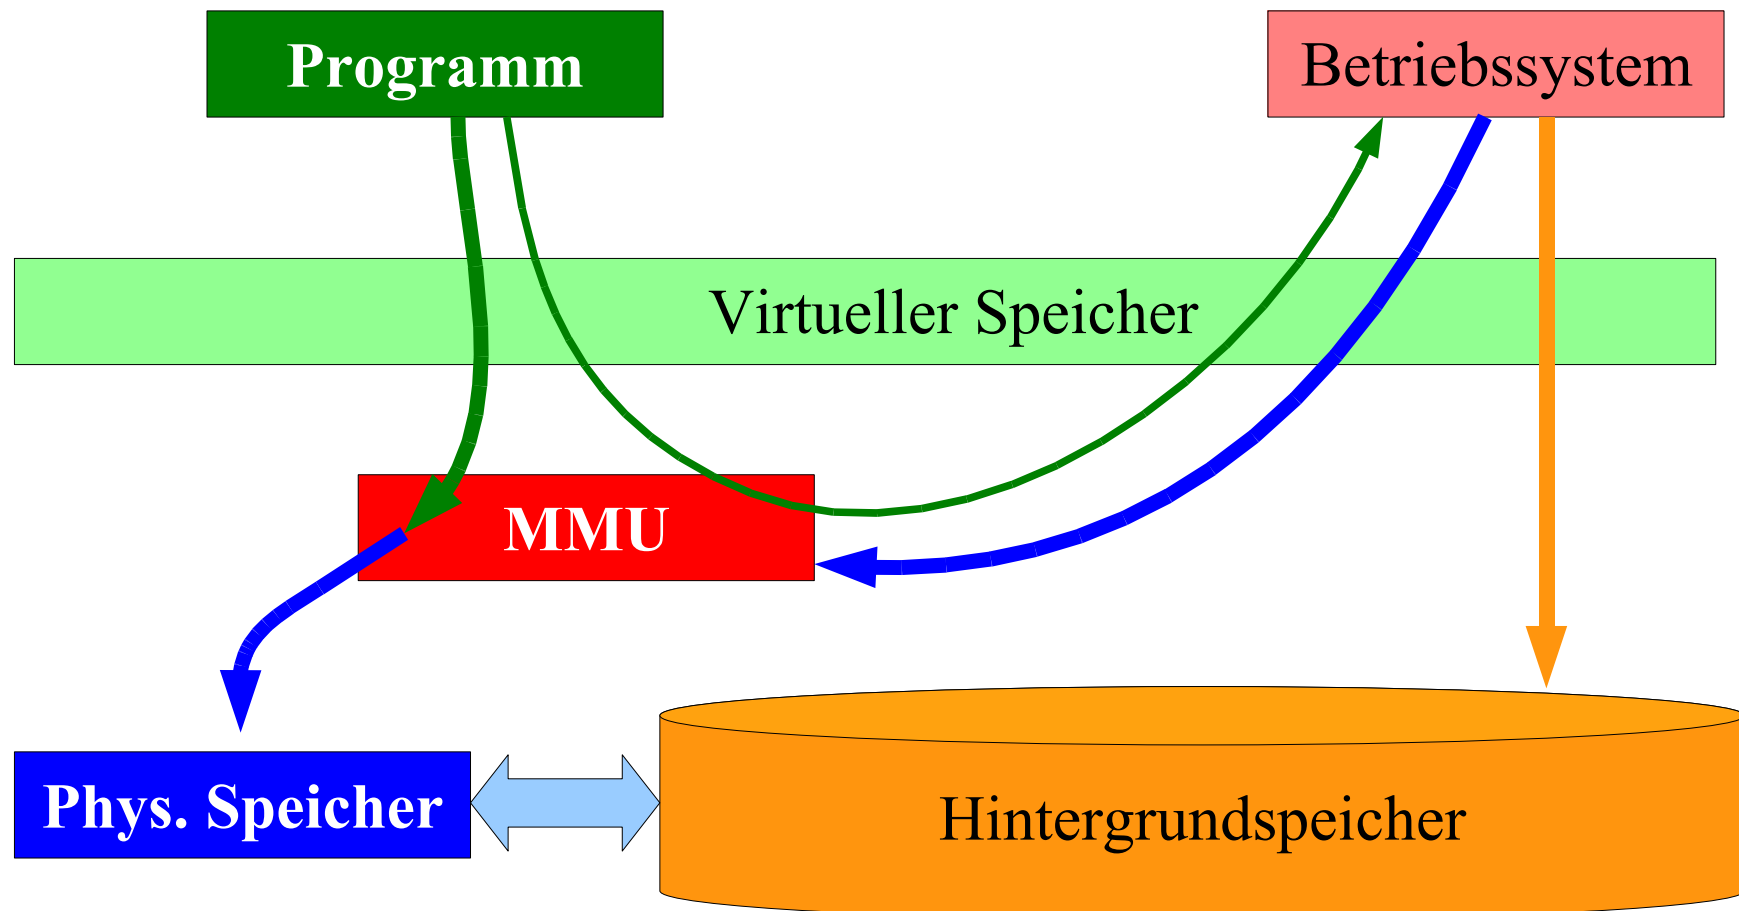 Programm
Betriebssystem
Virtueller Speicher
MMU
Phys. Speicher
Hintergrundspeicher